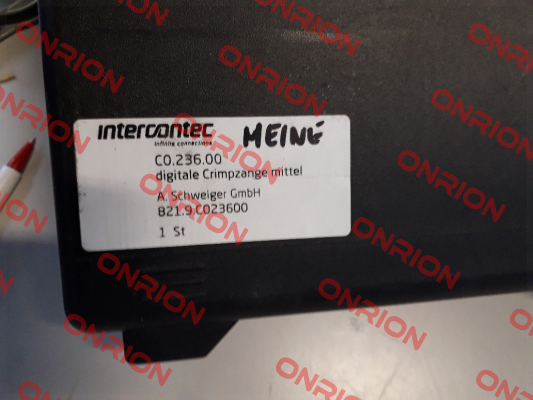 intercontec MEINE
infinite connections
C0.236.00
digitale Crimpzange mittel
A. Schweiger GmbH
821.9.C023600
1 St
ONRION